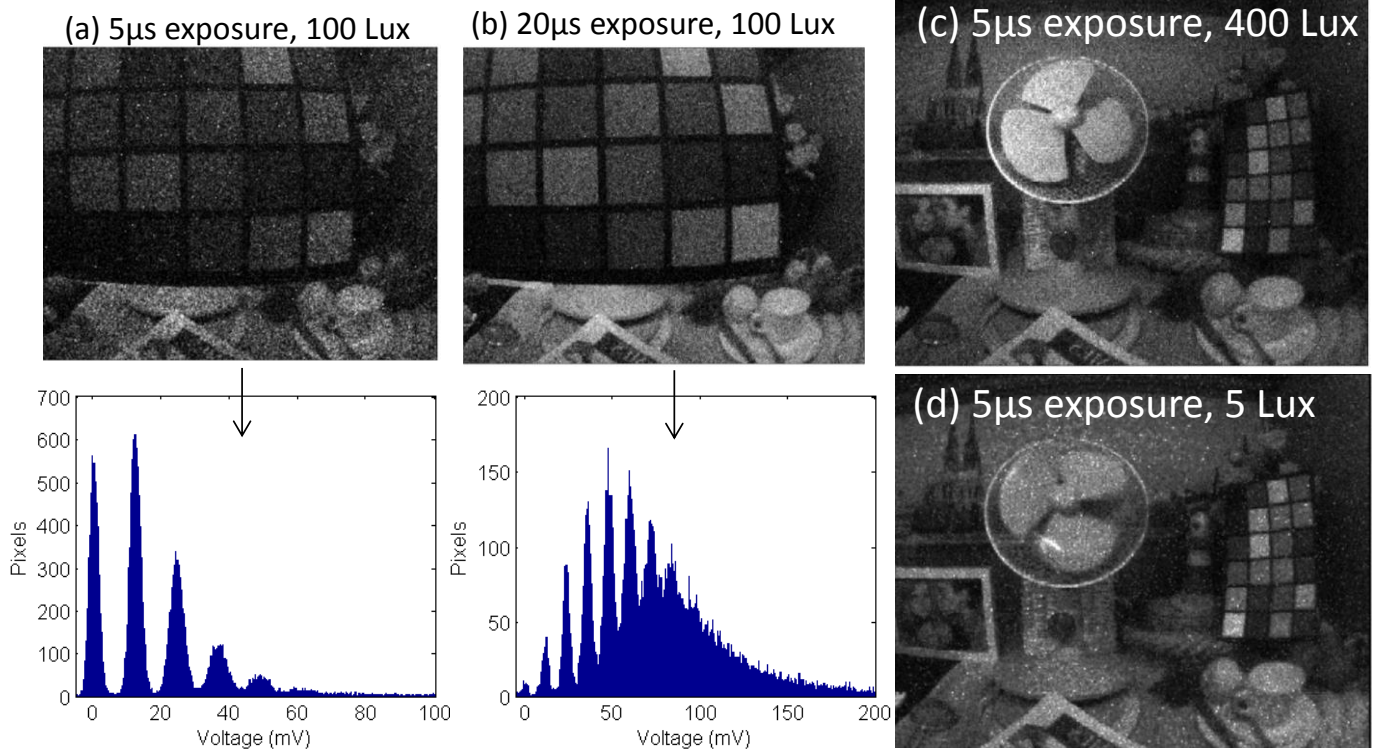 (a) 5µs exposure, 100 Lux
(b) 20µs exposure, 100 Lux
(c) 5µs exposure, 400 Lux
(d) 5µs exposure, 5 Lux
700
600
500
400
300
200
100
0
Pixels
0 20 40 60 80 100
Voltage (mV)
200
150
100
50
0
Pixels
0 50 100 150 200
Voltage (mV)